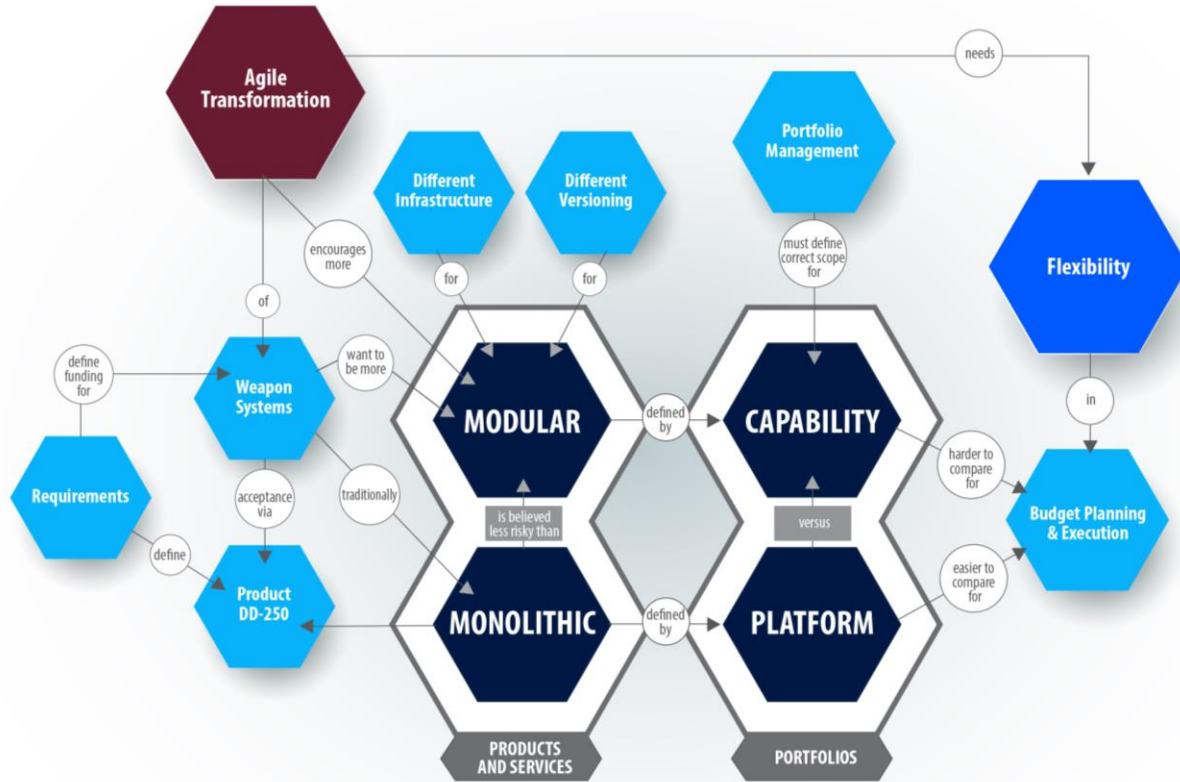 Agile
Transformation
needs
Portfolio
Management
Different
Infrastructure
Different
Versioning
encourages
more
must define
correct scope
for
Flexibility
for
for
of
define
funding
for
want to
be more
Weapon
Systems
MODULAR
defined
by
CAPABILITY
in
harder to
compare
for
Requirements
acceptance
via
traditionally
is believed
less risky than
versus
Budget Planning
& Execution
define
easier to
compare
for
Product
DD-250
MONOLITHIC
defined
by
PLATFORM
PRODUCTS
AND SERVICES
PORTFOLIOS